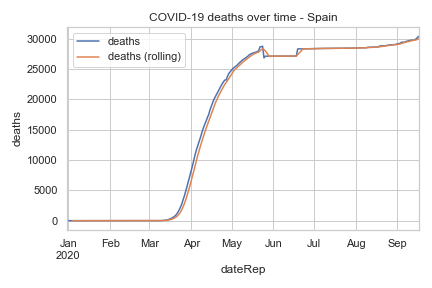 COVID-19 deaths over time - Spain
deaths
deaths (rolling)
30000
25000
20000
15000
10000
5000
0
deaths
Jan Feb Mar Apr May Jun Jul Aug Sep
2020
dateRep